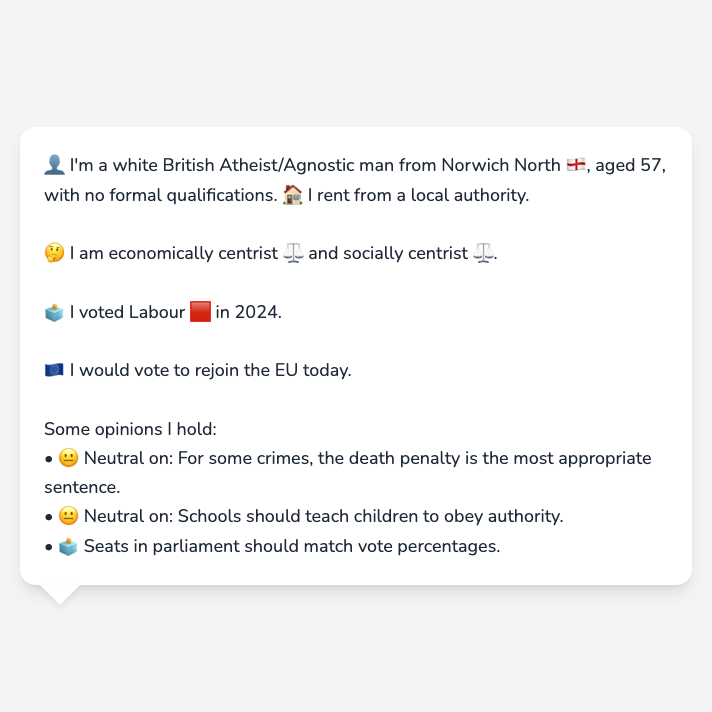 👤 I'm a white British Atheist/Agnostic man from Norwich North 🏴󠁧󠁢󠁥󠁮󠁧󠁿, aged 57,
with no formal qualifications. 🏠 I rent from a local authority.
🤔 I am economically centrist ⚖️ and socially centrist ⚖️.
🗳️ I voted Labour 🟥 in 2024.
🇪🇺 I would vote to rejoin the EU today.
Some opinions I hold:
• 😐 Neutral on: For some crimes, the death penalty is the most appropriate
sentence.
• 😐 Neutral on: Schools should teach children to obey authority.
• 🗳️ Seats in parliament should match vote percentages.